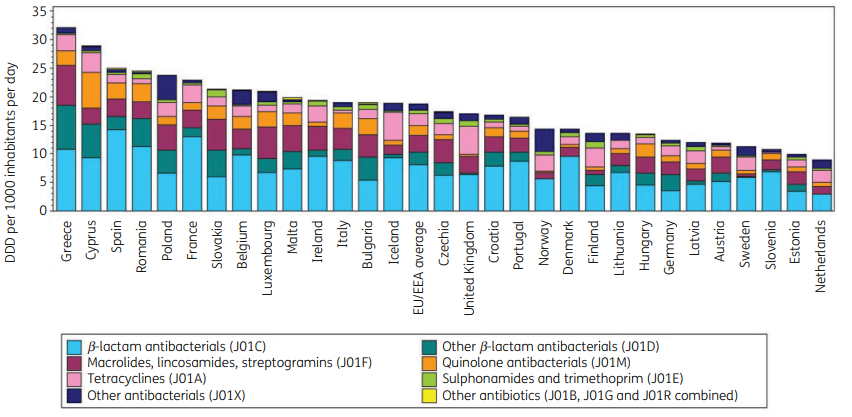 DDD per 1000 inhabitants per day
35
30
25
20
15
10
5
0
Greece
Cyprus
Spain
Romania
Poland
France
Slovakia
Belgium
Luxembourg
Malta
Ireland
Italy
Bulgaria
Iceland
EU/EEA average
Czechia
United Kingdom
Croatia
Portugal
Norway
Denmark
Finland
Lithuania
Hungary
Germany
Latvia
Austria
Sweden
Slovenia
Estonia
Netherlands
β-lactam antibacterials (J01C)
Other β-lactam antibacterials (J01D)
Macrolides, lincosamides, streptogramins (J01F)
Quinolone antibacterials (J01M)
Tetracyclines (J01A)
Sulphonamides and trimethoprim (J01E)
Other antibacterials (J01X)
Other antibiotics (J01B, J01G and J01R combined)